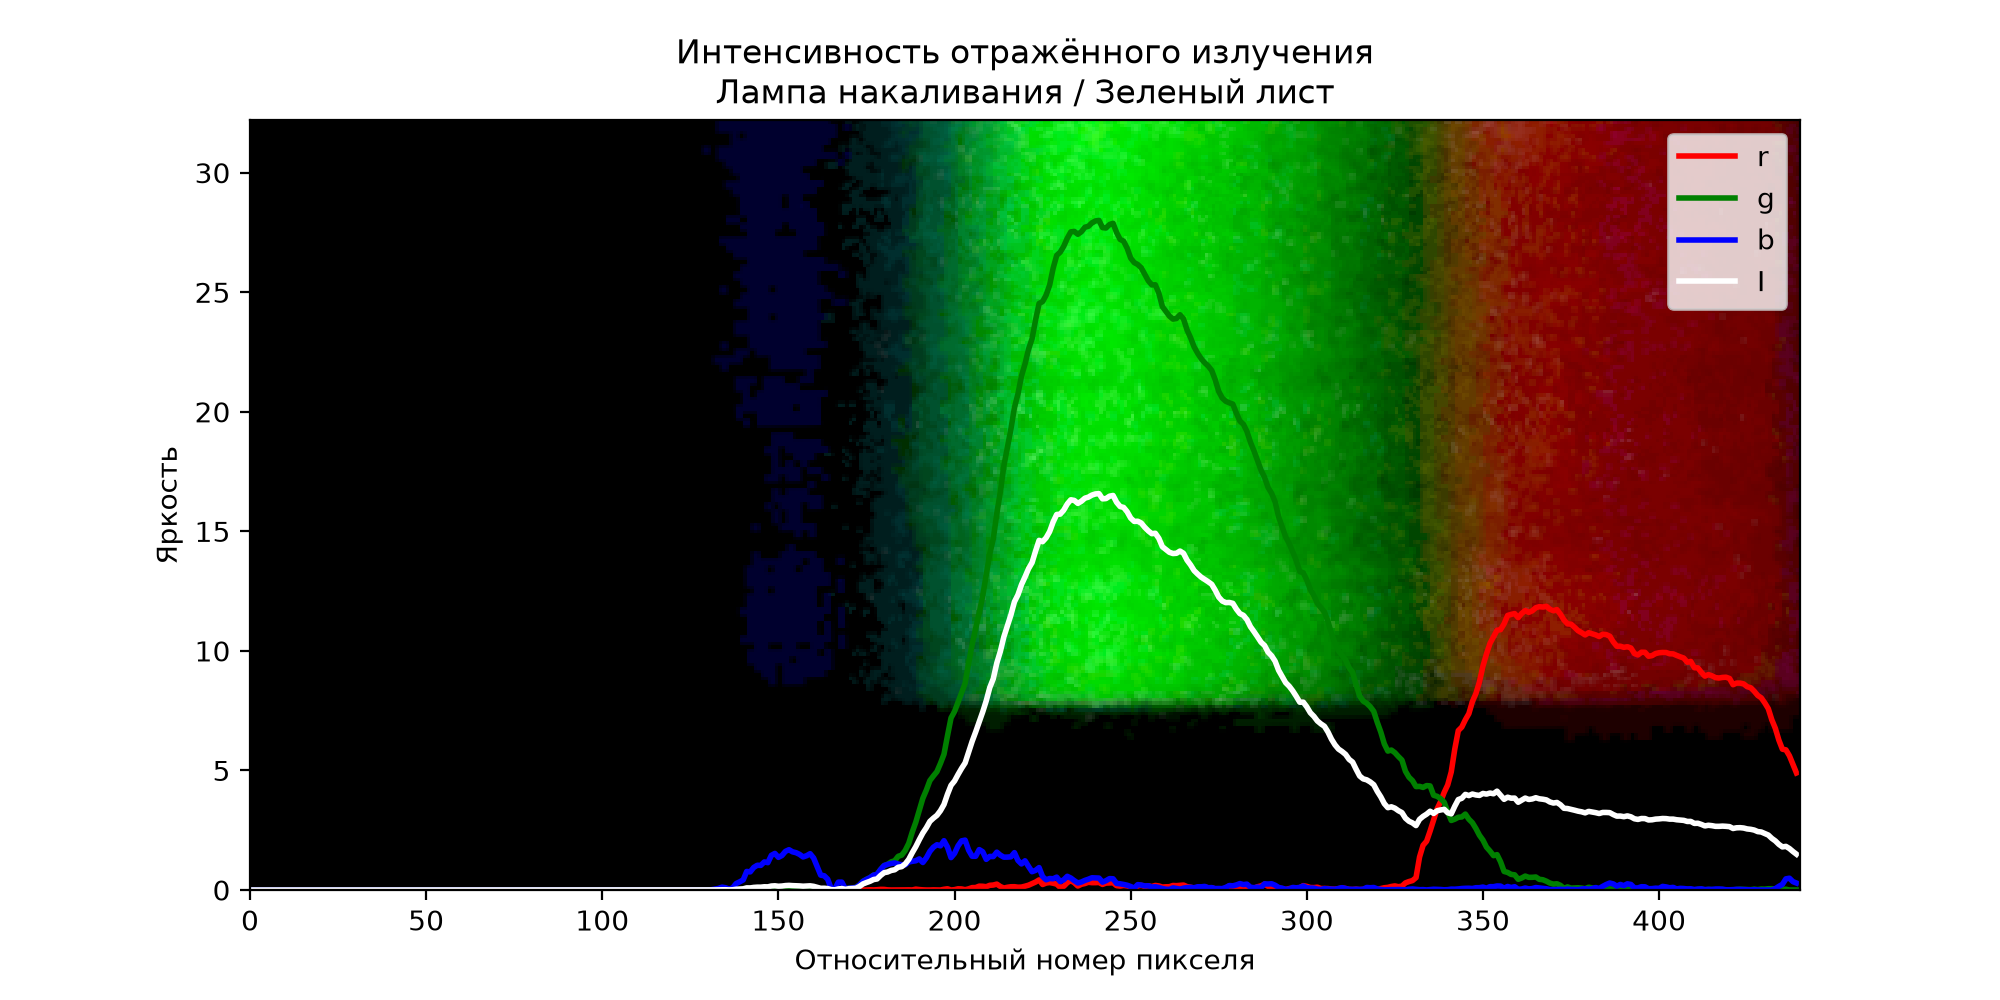 Интенсивность отражённого излучения
Лампа накаливания / Зеленый лист
r
g
b
l
30
25
20
15
10
5
0
Яркость
0 50 100 150 200 250 300 350 400
Относительный номер пикселя